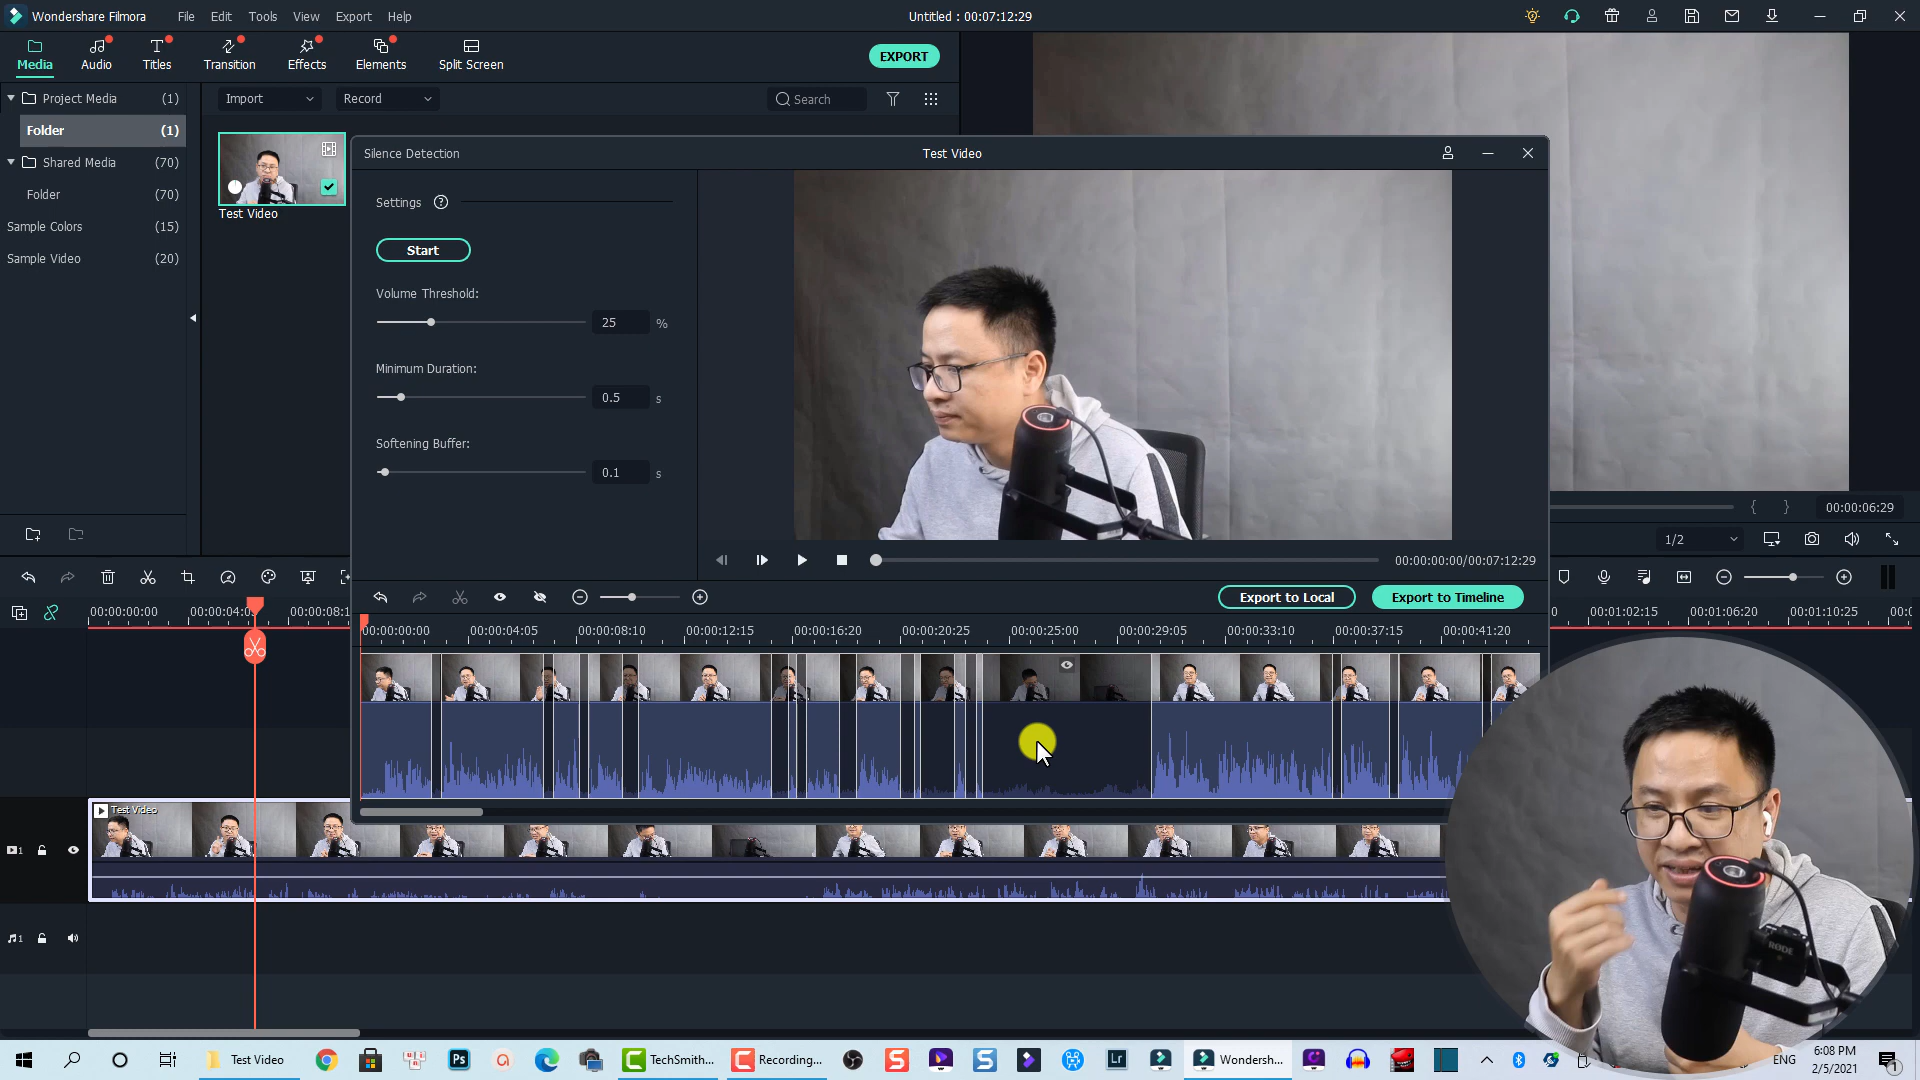 Wondershare Filmora File Edit Tools View Export Help Untitled : 00:07:12:29
Media Audio Titles Transition Effects Elements Split Screen EXPORT
Project Media (1) Import Record Search
Folder (1)
Shared Media (70)
Folder (70)
Sample Colors (15)
Sample Video (20)
Test Video
Silence Detection Test Video
Settings ?
Start
Volume Threshold:
25 %
Minimum Duration:
0.5 s
Softening Buffer:
0.1 s
00:00:00:00/00:07:12:29
00:00:06:29
1/2
Export to Local Export to Timeline
00:00:00:00 00:00:04:05 00:00:08:10 00:00:12:15 00:00:16:20 00:00:20:25 00:00:25:00 00:00:29:05 00:00:33:10 00:00:37:15 00:00:41:20
00:00:00:00 00:01:02:15 00:01:06:20 00:01:10:25
Test Video
1
1
RODE
Test Video Ps TechSmith... Recording... Lr Wondersh... ENG 6:08 PM
2/5/2021
1